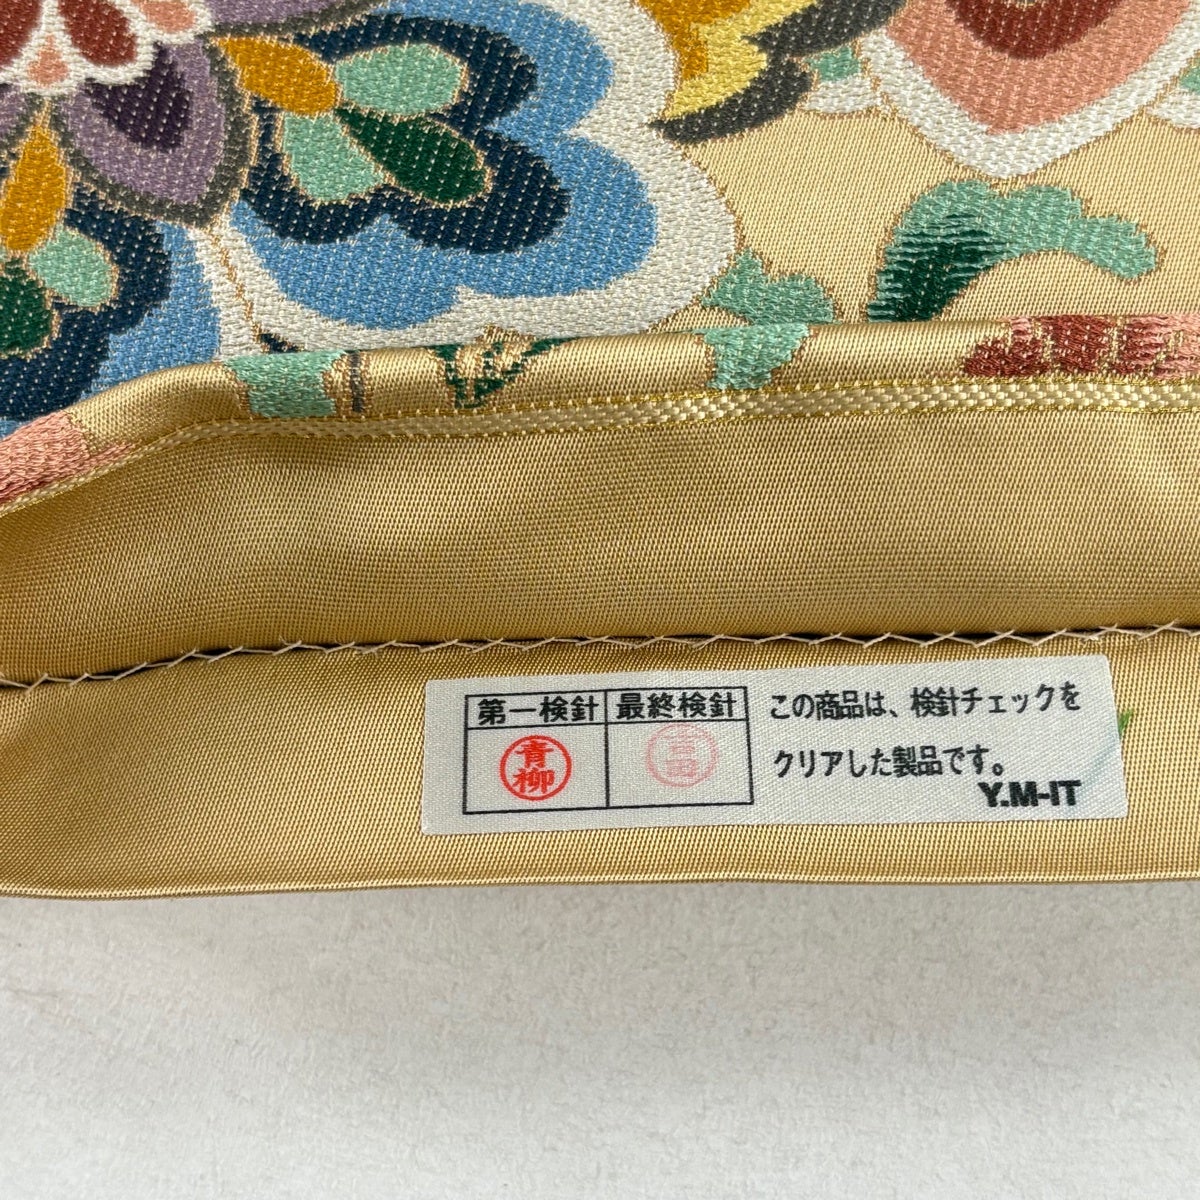 第一検針 最終検針
青柳
この商品は、検針チェックを
クリアした製品です。
Y.M-IT